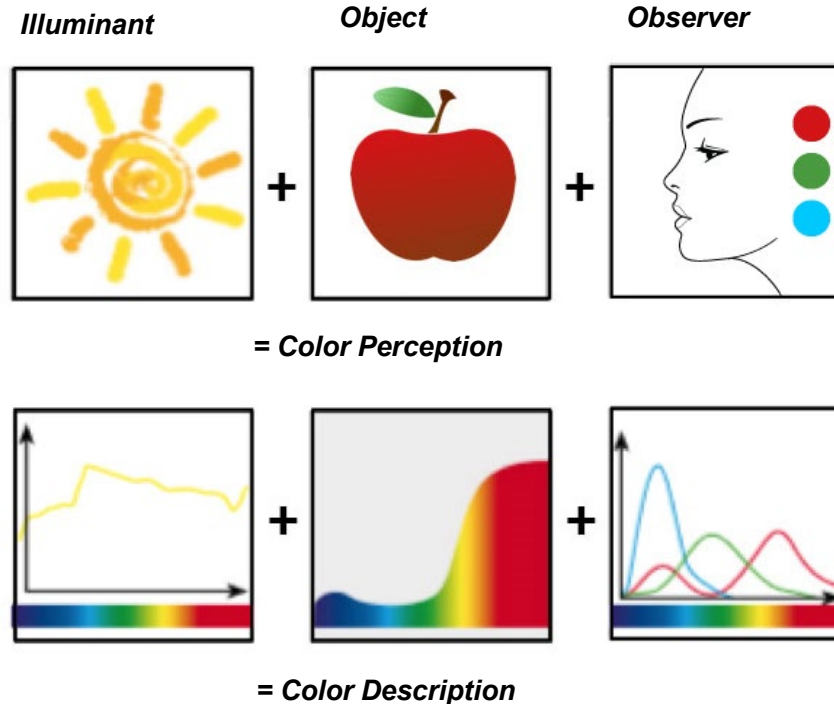 Illuminant
Object
Observer
+
+
= Color Perception
+
+
= Color Description